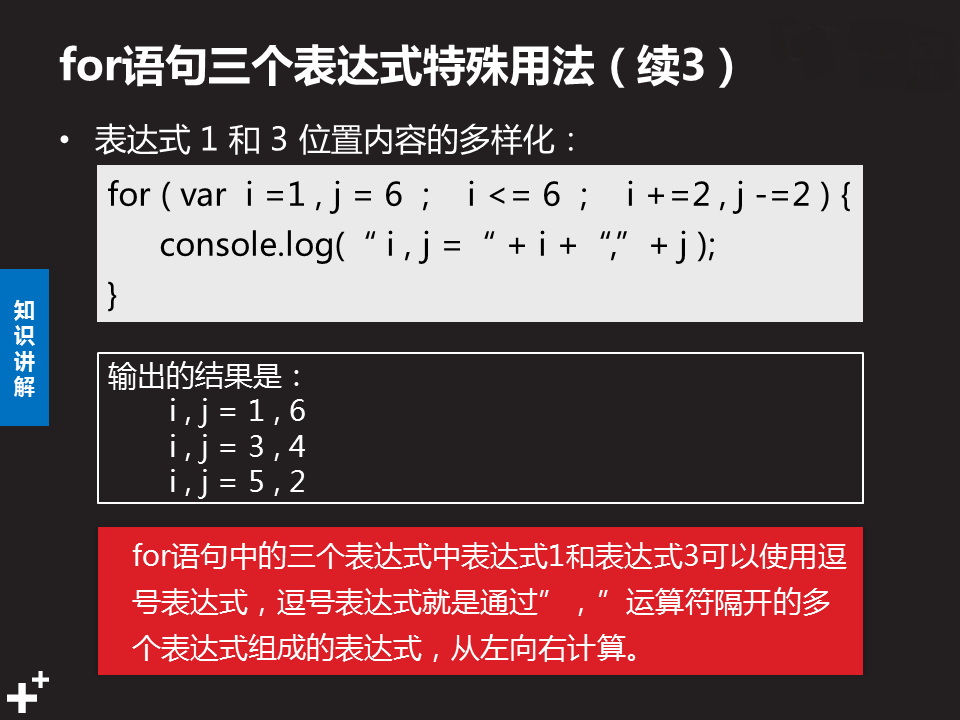 for语句三个表达式特殊用法（续3）
• 表达式 1 和 3 位置内容的多样化：
for ( var i =1 , j = 6 ; i <= 6 ; i +=2 , j -=2 ) {
console.log( “ i , j = “ + i + “,” + j );
}
知识讲解
输出的结果是：
i , j = 1 , 6
i , j = 3 , 4
i , j = 5 , 2
for语句中的三个表达式中表达式1和表达式3可以使用逗
号表达式，逗号表达式就是通过” ，” 运算符隔开的多
个表达式组成的表达式，从左向右计算。